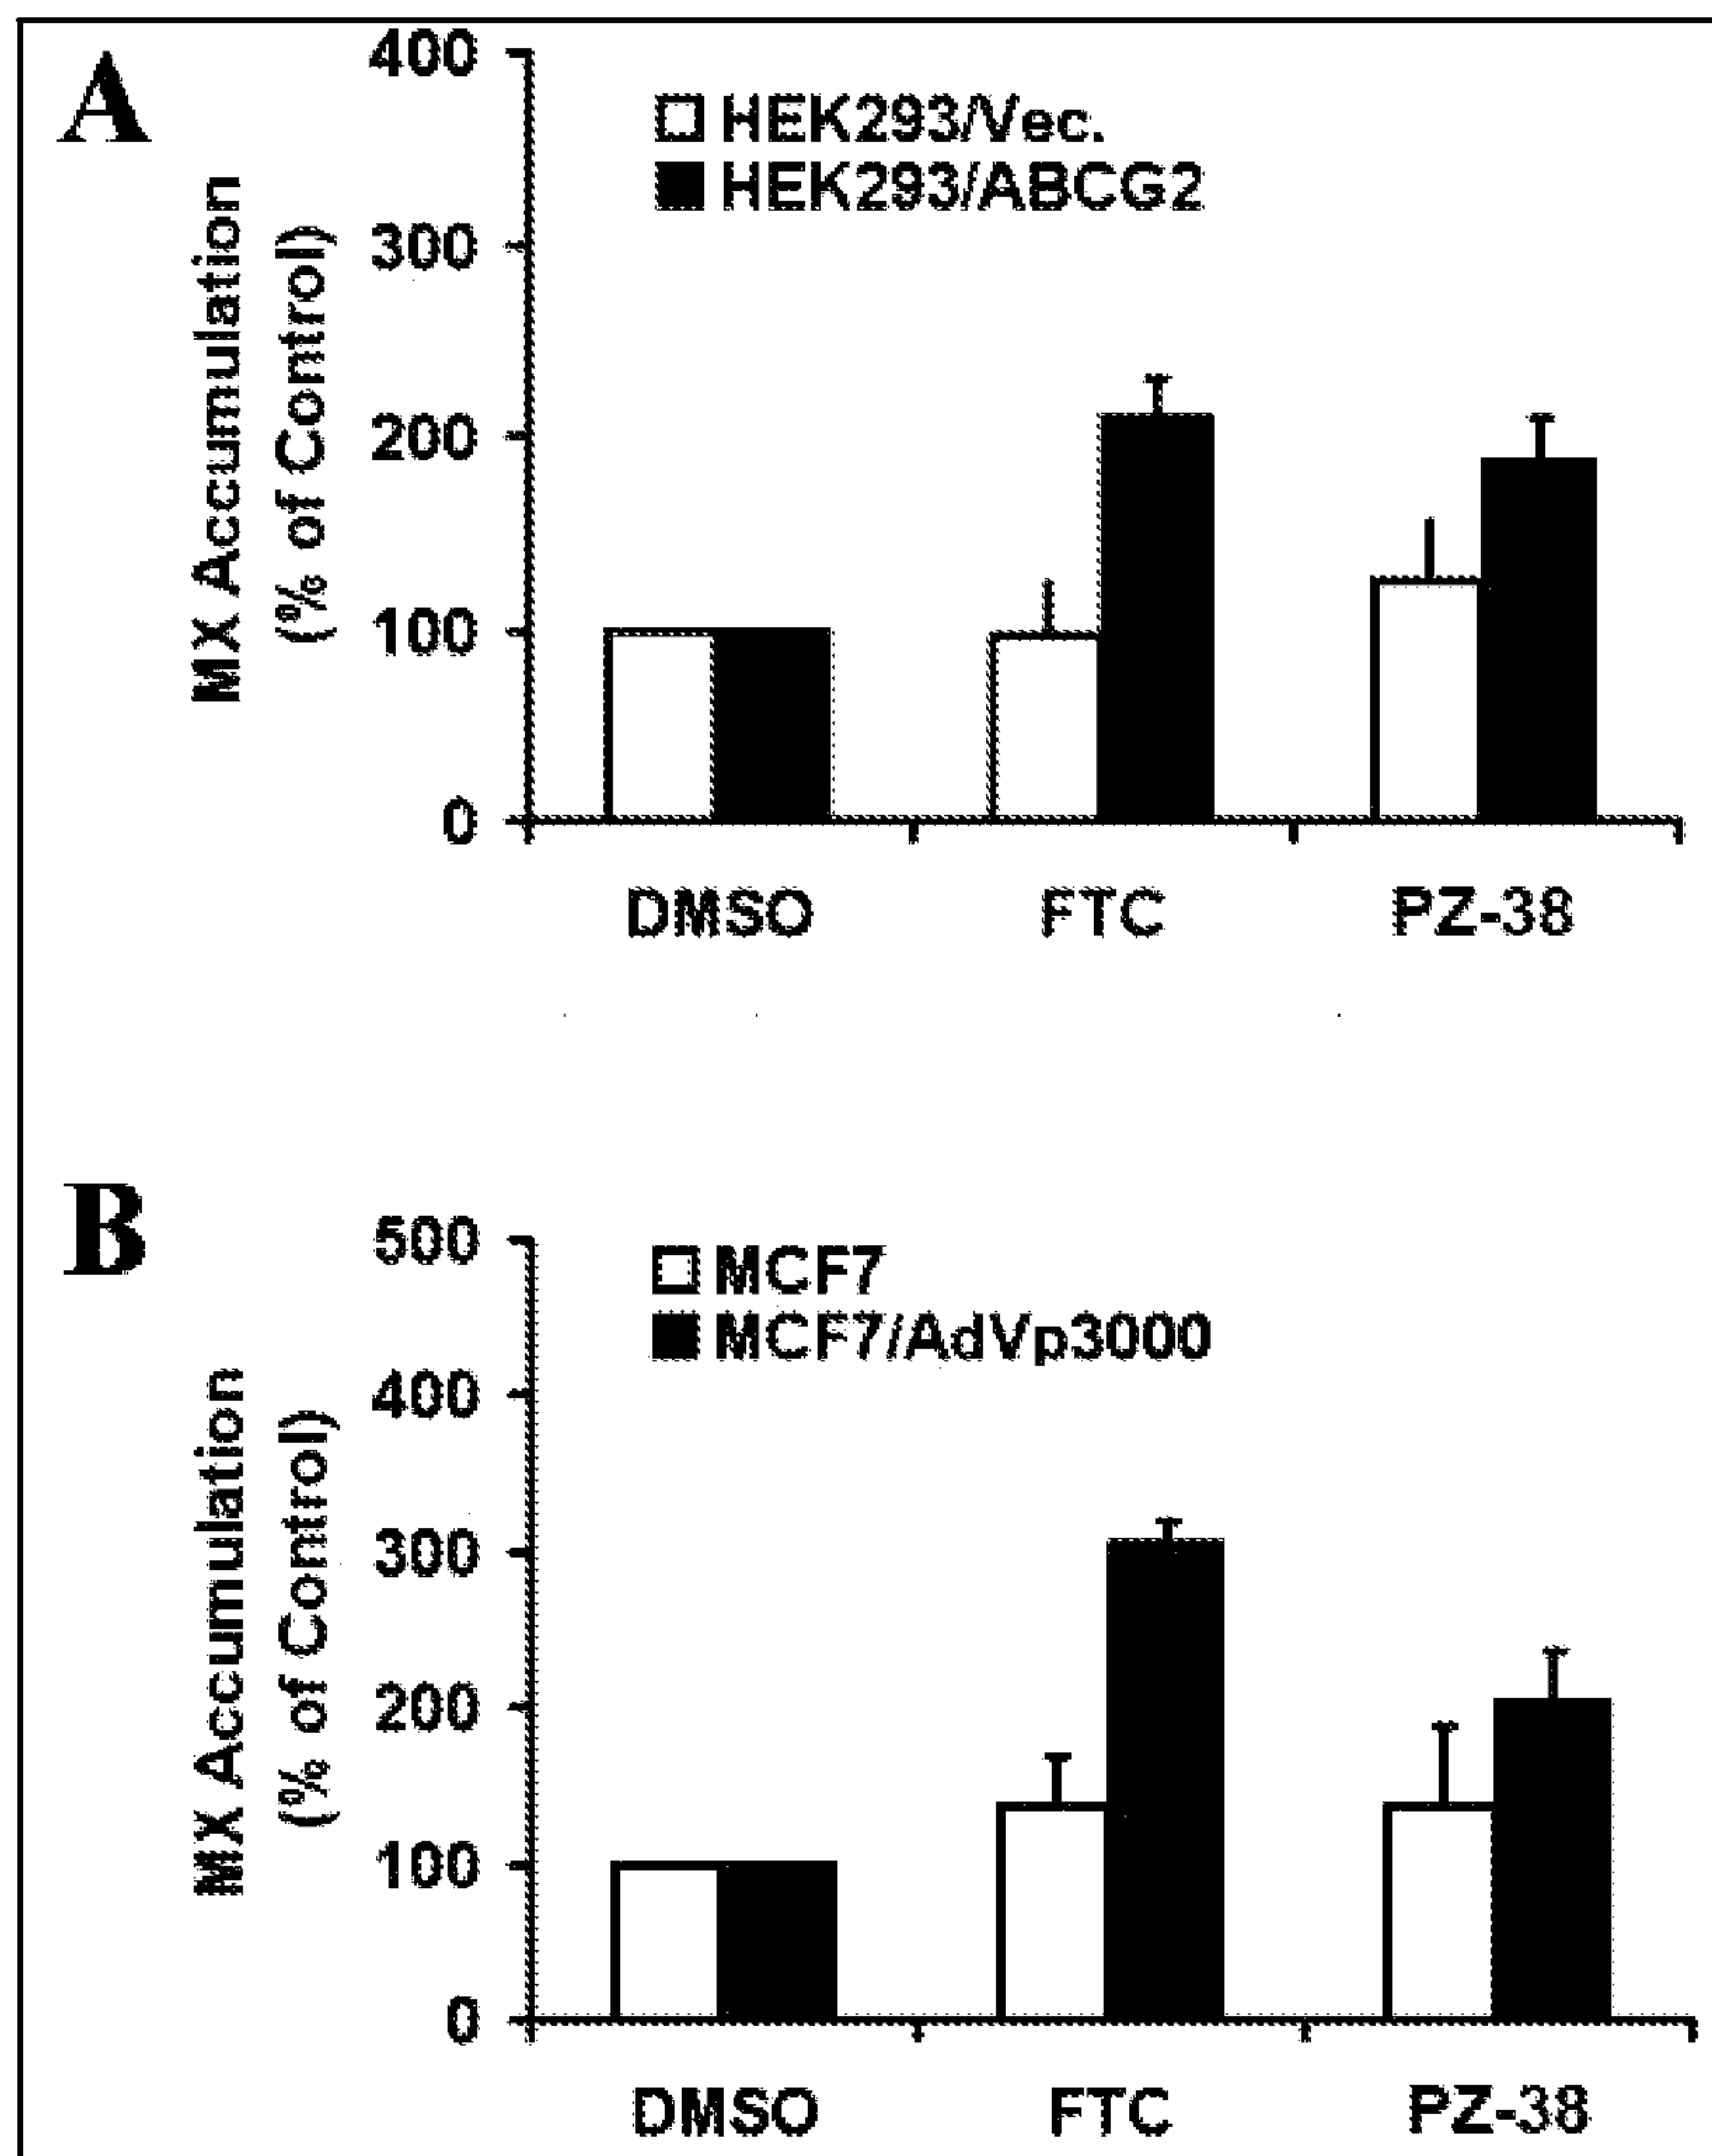 A
400
300
200
100
0
MX Accumulation
(% of Control)
HEK293/Vec.
HEK293/ABCG2
DMSO FTC PZ-38
B
500
400
300
200
100
0
MX Accumulation
(% of Control)
MCF7
MCF7/AdVp3000
DMSO FTC PZ-38